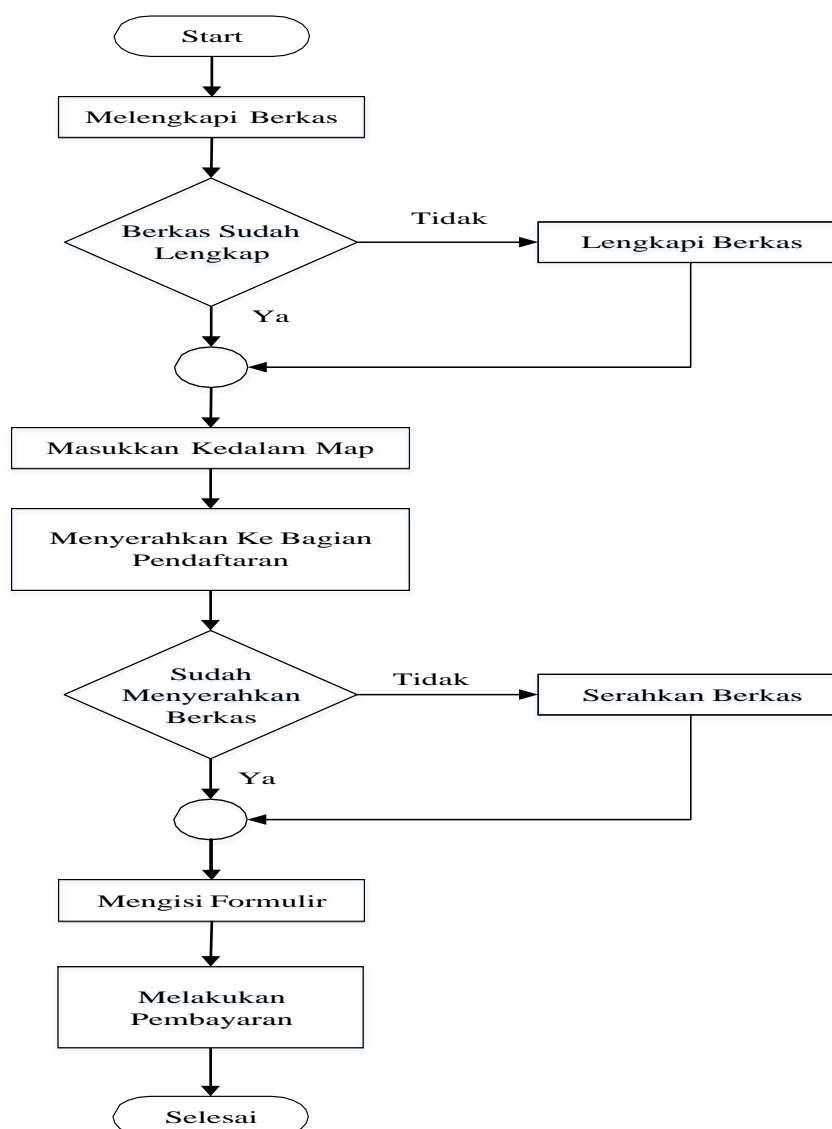 Start
Melengkapi Berkas
Berkas Sudah
Lengkap
Tidak
Lengkapi Berkas
Ya
Masukkan Kedalam Map
Menyerahkan Ke Bagian
Pendaftaran
Sudah
Menyerahkan
Berkas
Tidak
Serahkan Berkas
Ya
Mengisi Formulir
Melakukan
Pembayaran
Selesai